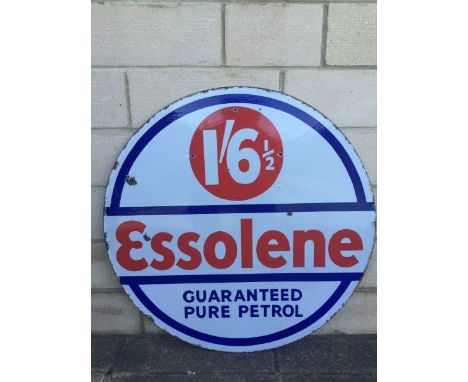 1/6½
Essolene
GUARANTEED
PURE PETROL